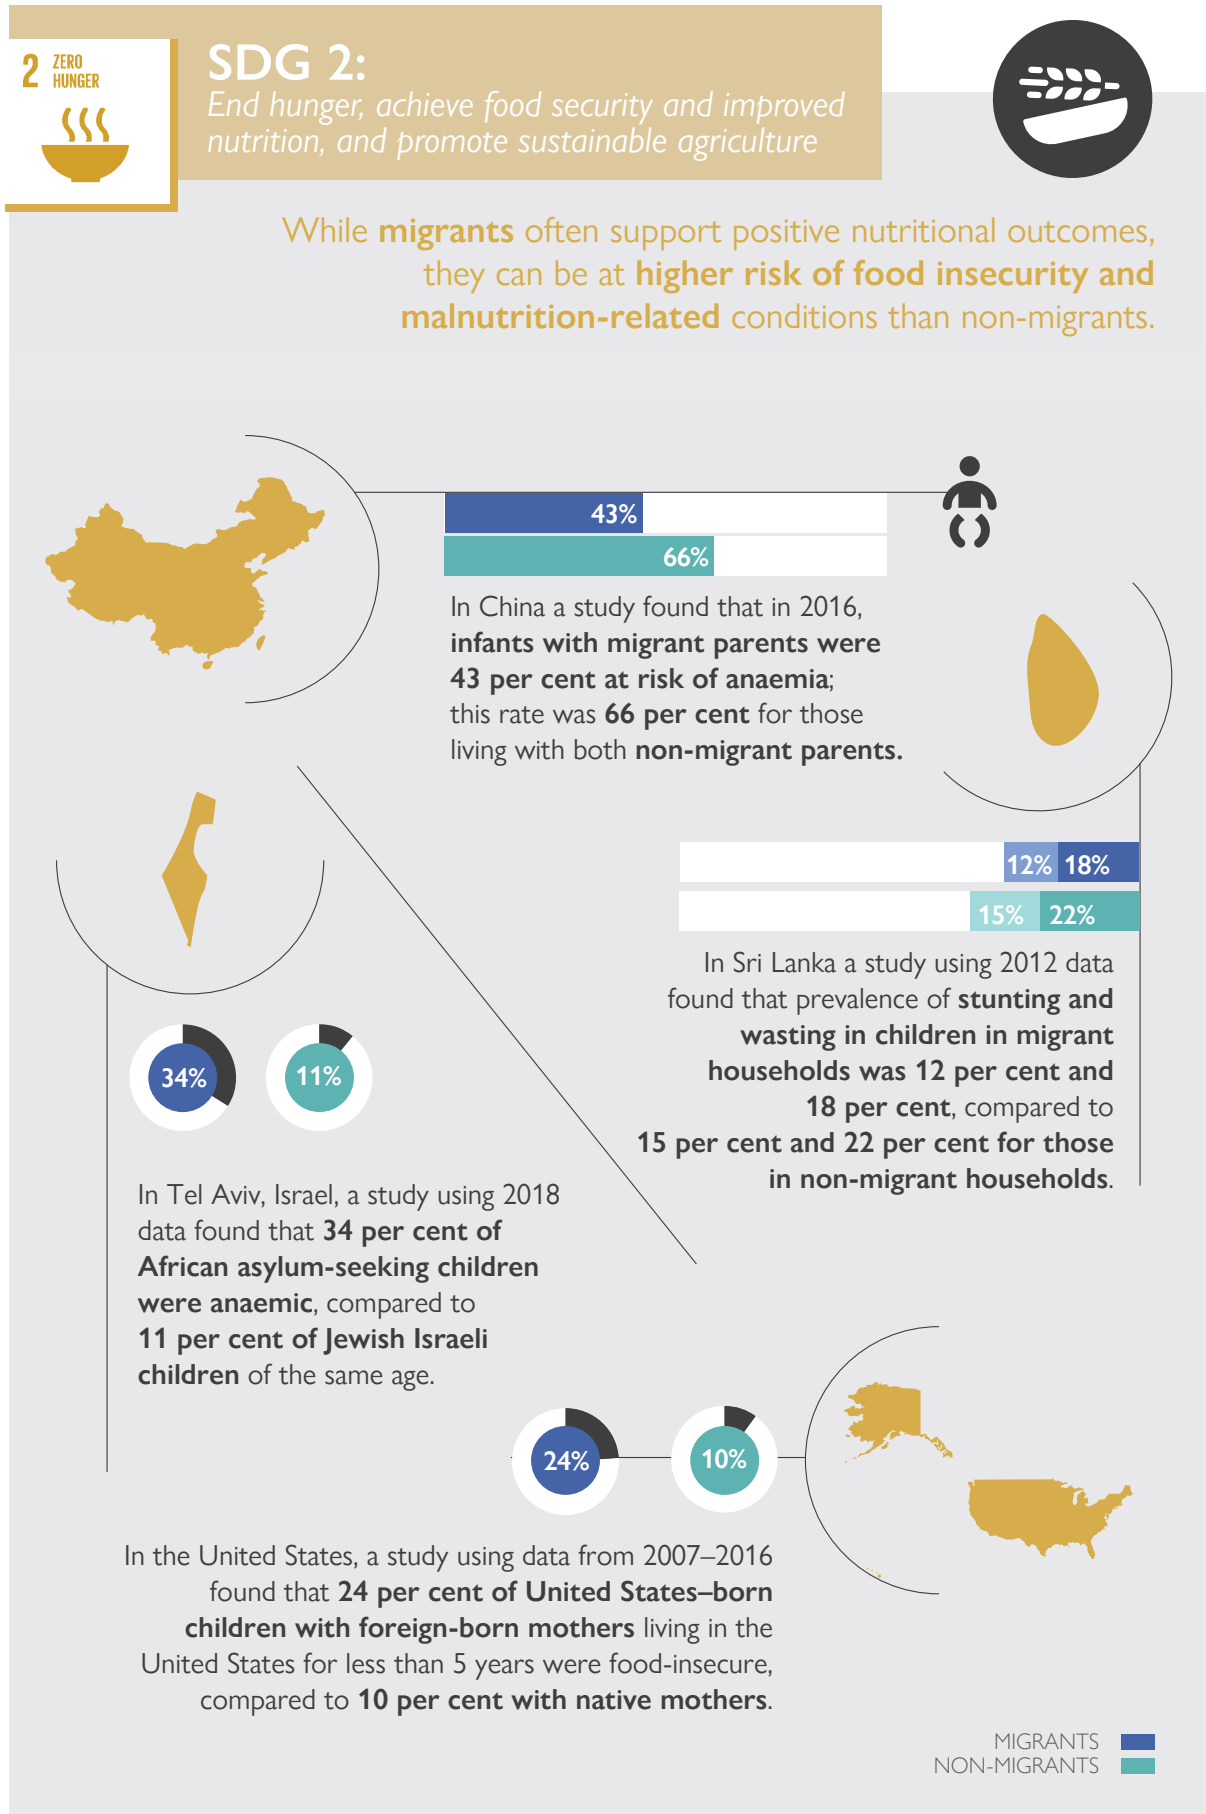 2 ZERO
HUNGER
SDG 2:
End hunger, achieve food security and improved
nutrition, and promote sustainable agriculture
While migrants often support positive nutritional outcomes,
they can be at higher risk of food insecurity and
malnutrition-related conditions than non-migrants.
43%
66%
In China a study found that in 2016,
infants with migrant parents were
43 per cent at risk of anaemia;
this rate was 66 per cent for those
living with both non-migrant parents.
12% 18%
15% 22%
In Sri Lanka a study using 2012 data
found that prevalence of stunting and
wasting in children in migrant
households was 12 per cent and
18 per cent, compared to
15 per cent and 22 per cent for those
in non-migrant households.
34% 11%
In Tel Aviv, Israel, a study using 2018
data found that 34 per cent of
African asylum-seeking children
were anaemic, compared to
11 per cent of Jewish Israeli
children of the same age.
24% 10%
In the United States, a study using data from 2007–2016
found that 24 per cent of United States–born
children with foreign-born mothers living in the
United States for less than 5 years were food-insecure,
compared to 10 per cent with native mothers.
MIGRANTS
NON-MIGRANTS